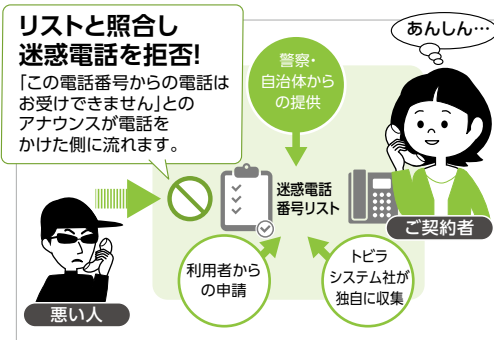 リストと照合し
迷惑電話を拒否!
「この電話番号からの電話は
お受けできません」との
アナウンスが電話を
かけた側に流れます。
あんしん…
警察・
自治体から
の提供
迷惑電話
番号リスト
ご契約者
悪い人
利用者から
の申請
トビラ
システム社が
独自に収集